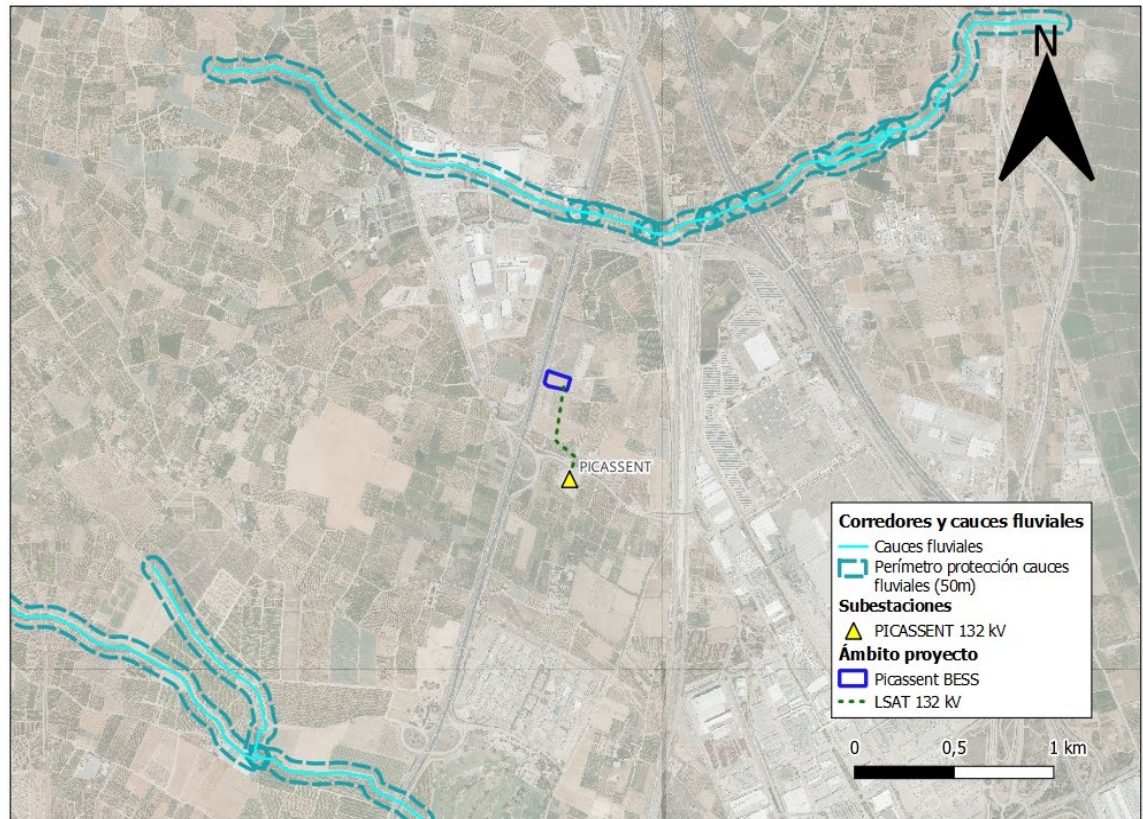 N
PICASSENT
Corredores y cauces fluviales
Cauces fluviales
Perímetro protección cauces
fluviales (50m)
Subestaciones
PICASSENT 132 kV
Ámbito proyecto
Picassent BESS
LSAT 132 kV
0 0,5 1 km